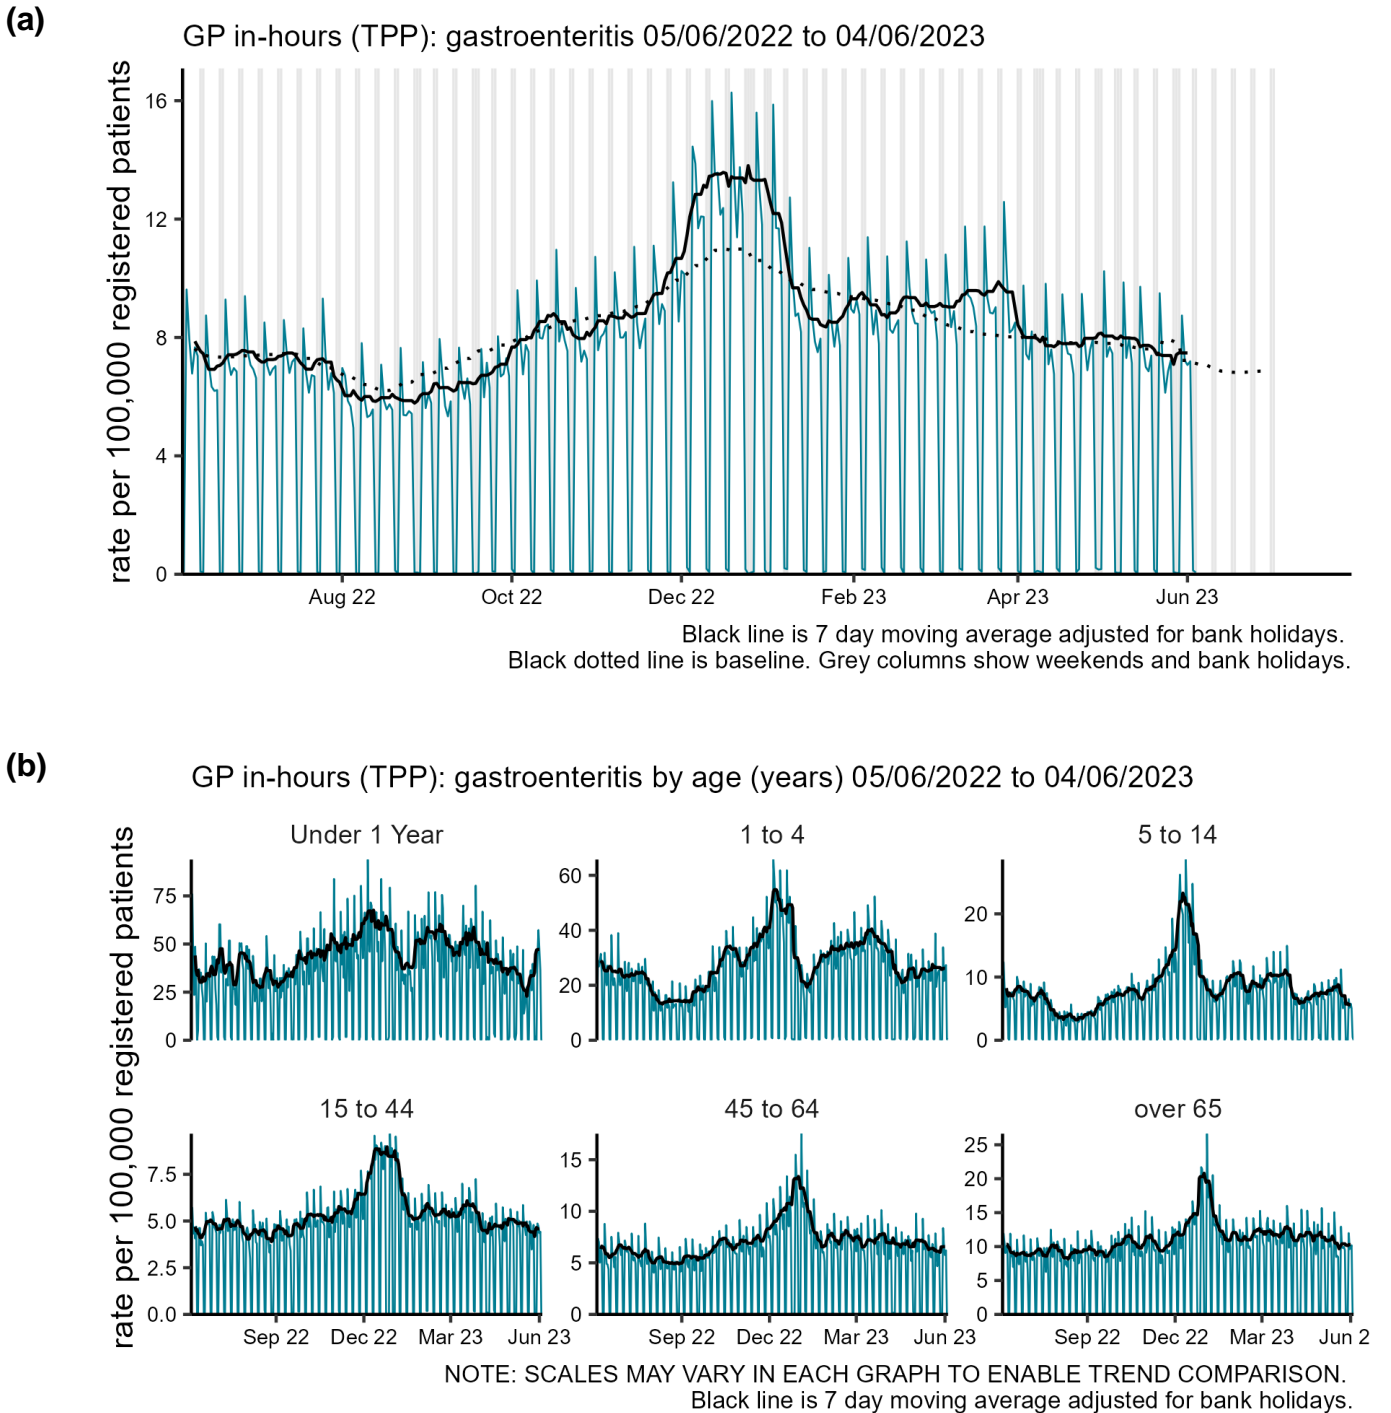 (a)
GP in-hours (TPP): gastroenteritis 05/06/2022 to 04/06/2023
rate per 100,000 registered patients
16
12
8
4
0
Aug 22 Oct 22 Dec 22 Feb 23 Apr 23 Jun 23
Black line is 7 day moving average adjusted for bank holidays.
Black dotted line is baseline. Grey columns show weekends and bank holidays.
(b)
GP in-hours (TPP): gastroenteritis by age (years) 05/06/2022 to 04/06/2023
rate per 100,000 registered patients
Under 1 Year
75
50
25
0
1 to 4
60
40
20
0
5 to 14
20
10
0
15 to 44
7.5
5.0
2.5
0.0
Sep 22 Dec 22 Mar 23 Jun 23
45 to 64
15
10
5
0
Sep 22 Dec 22 Mar 23 Jun 23
over 65
25
20
15
10
5
0
Sep 22 Dec 22 Mar 23 Jun 2
NOTE: SCALES MAY VARY IN EACH GRAPH TO ENABLE TREND COMPARISON.
Black line is 7 day moving average adjusted for bank holidays.